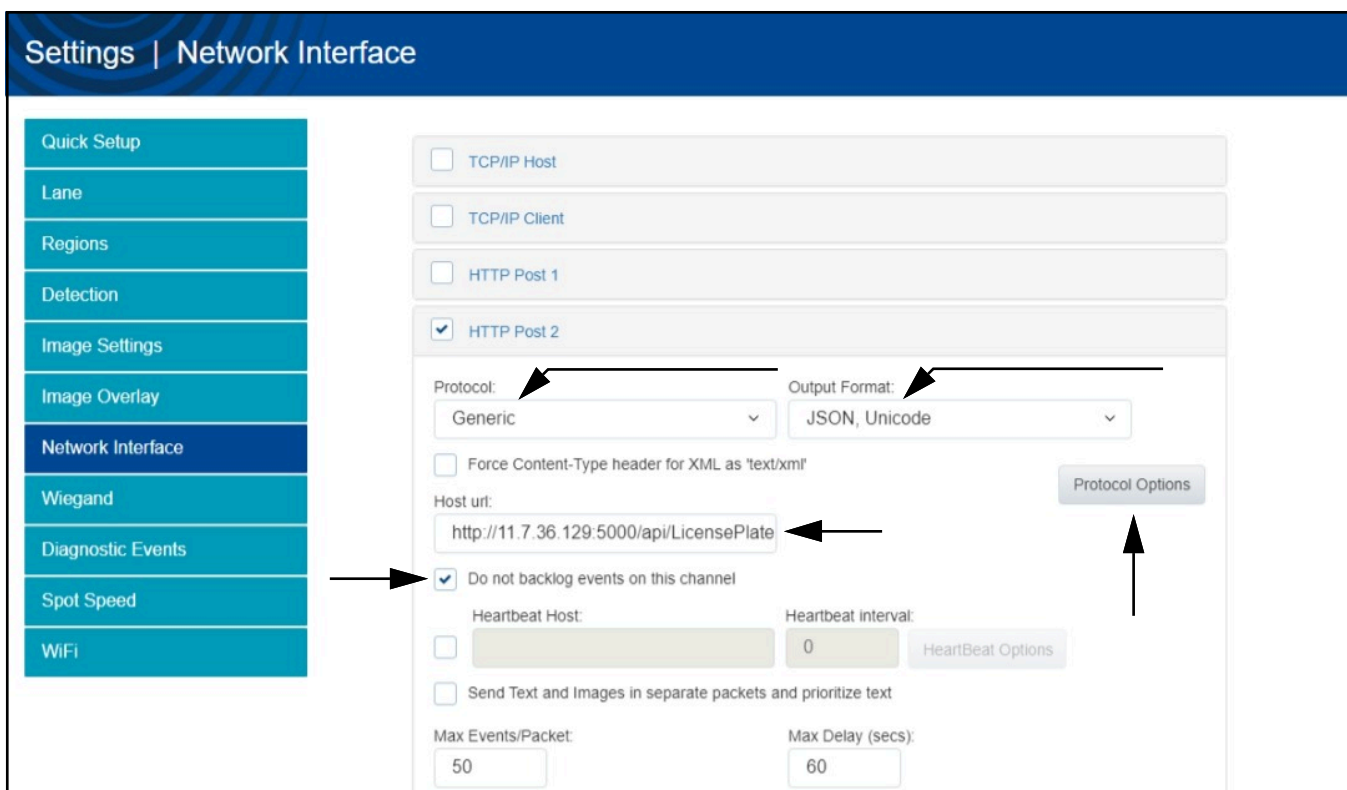 Settings | Network Interface
Quick Setup
Lane
Regions
Detection
Image Settings
Image Overlay
Network Interface
Wiegand
Diagnostic Events
Spot Speed
WiFi
TCP/IP Host
TCP/IP Client
HTTP Post 1
HTTP Post 2
Protocol: Output Format:
Generic JSON, Unicode
Force Content-Type header for XML as 'text/xml'
Protocol Options
Host url:
http://11.7.36.129:5000/api/LicensePlate
Do not backlog events on this channel
Heartbeat Host: Heartbeat interval:
0 HeartBeat Options
Send Text and Images in separate packets and prioritize text
Max Events/Packet: Max Delay (secs):
50 60